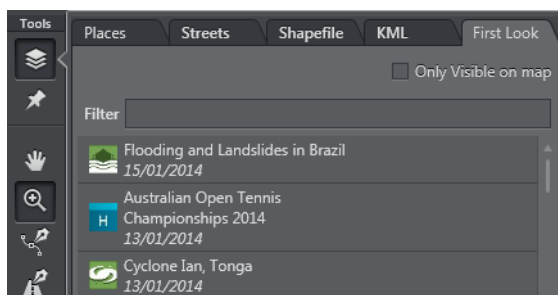 Tools
Places Streets Shapefile KML First Look
Only Visible on map
Filter
Flooding and Landslides in Brazil
15/01/2014
Australian Open Tennis
H Championships 2014
13/01/2014
Cyclone Ian, Tonga
13/01/2014